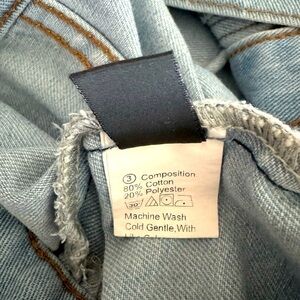 3 Composition
80% Cotton
20% Polyester
30
Machine Wash
Cold Gentle,With